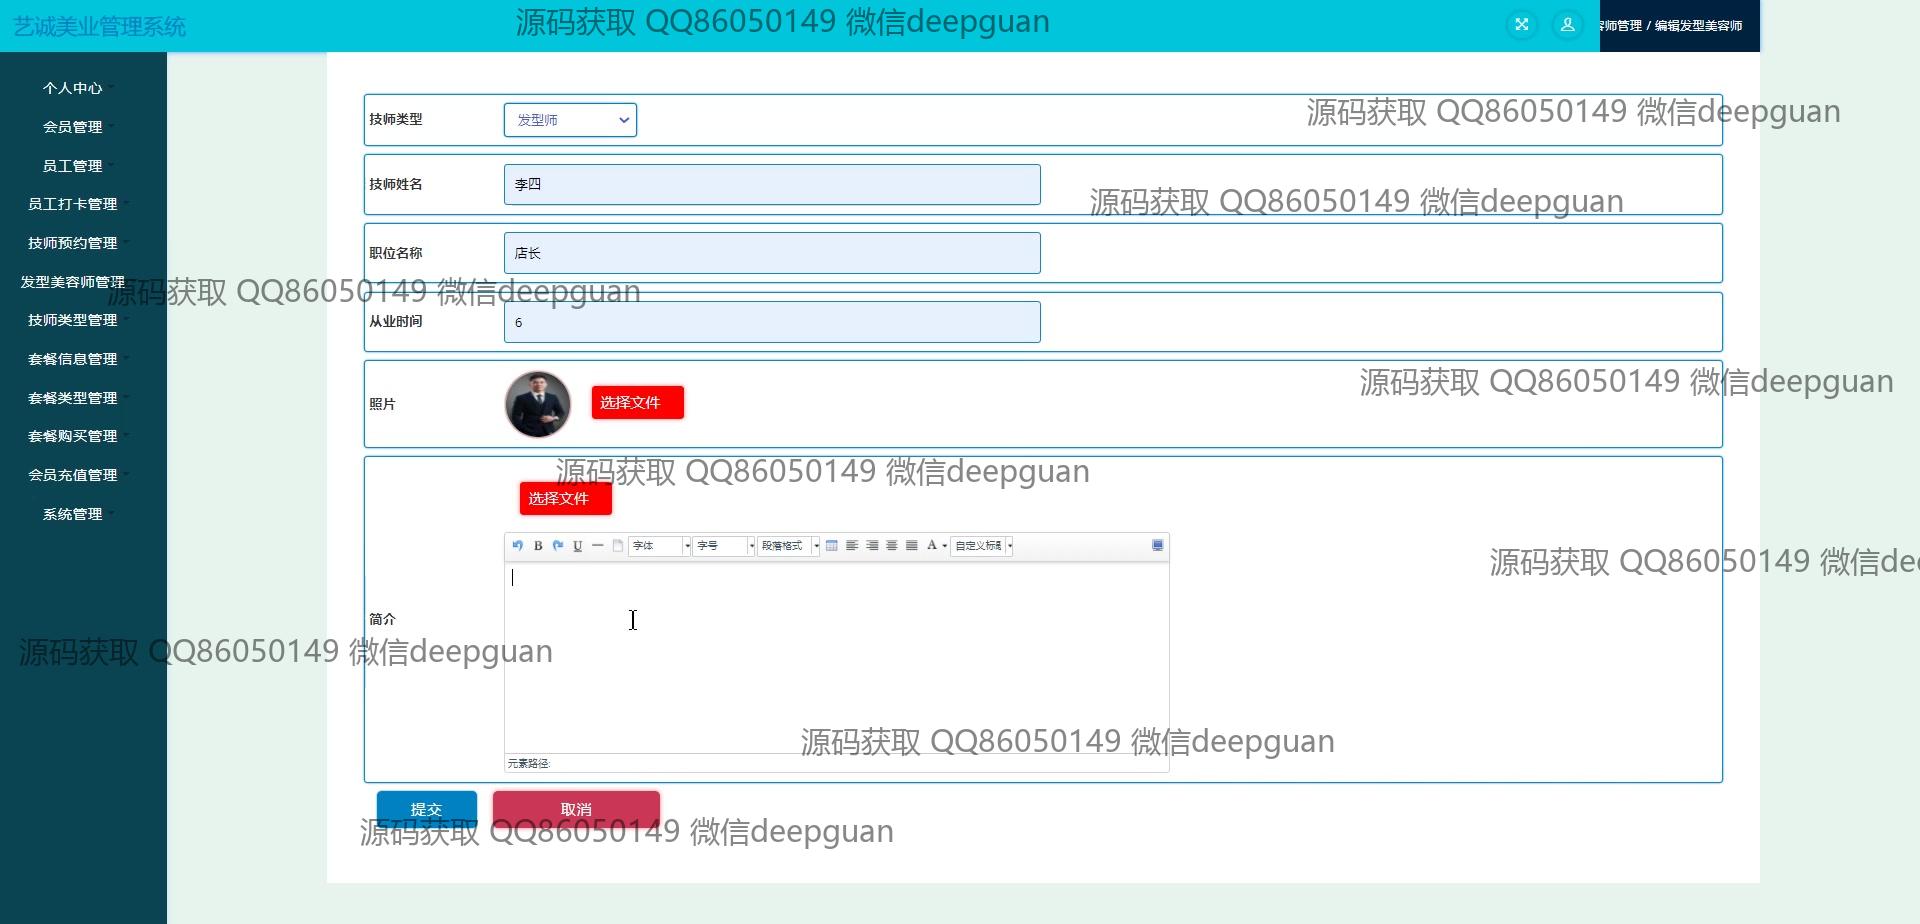 艺诚美业管理系统
源码获取 QQ86050149 微信deepguan
容师管理 / 编辑发型美容师
个人中心
会员管理
员工管理
员工打卡管理
技师预约管理
发型美容师管理
技师类型管理
套餐信息管理
套餐类型管理
套餐购买管理
会员充值管理
系统管理
技师类型
发型师
源码获取 QQ86050149 微信deepguan
技师姓名
李四
源码获取 QQ86050149 微信deepguan
职位名称
店长
源码获取 QQ86050149 微信deepguan
从业时间
6
照片
选择文件
源码获取 QQ86050149 微信deepguan
源码获取 QQ86050149 微信deepguan
选择文件
B U 字体 字号 段落格式 A 自定义标题
源码获取 QQ86050149 微信dee
简介
源码获取 QQ86050149 微信deepguan
源码获取 QQ86050149 微信deepguan
元素路径:
提交
取消
源码获取 QQ86050149 微信deepguan